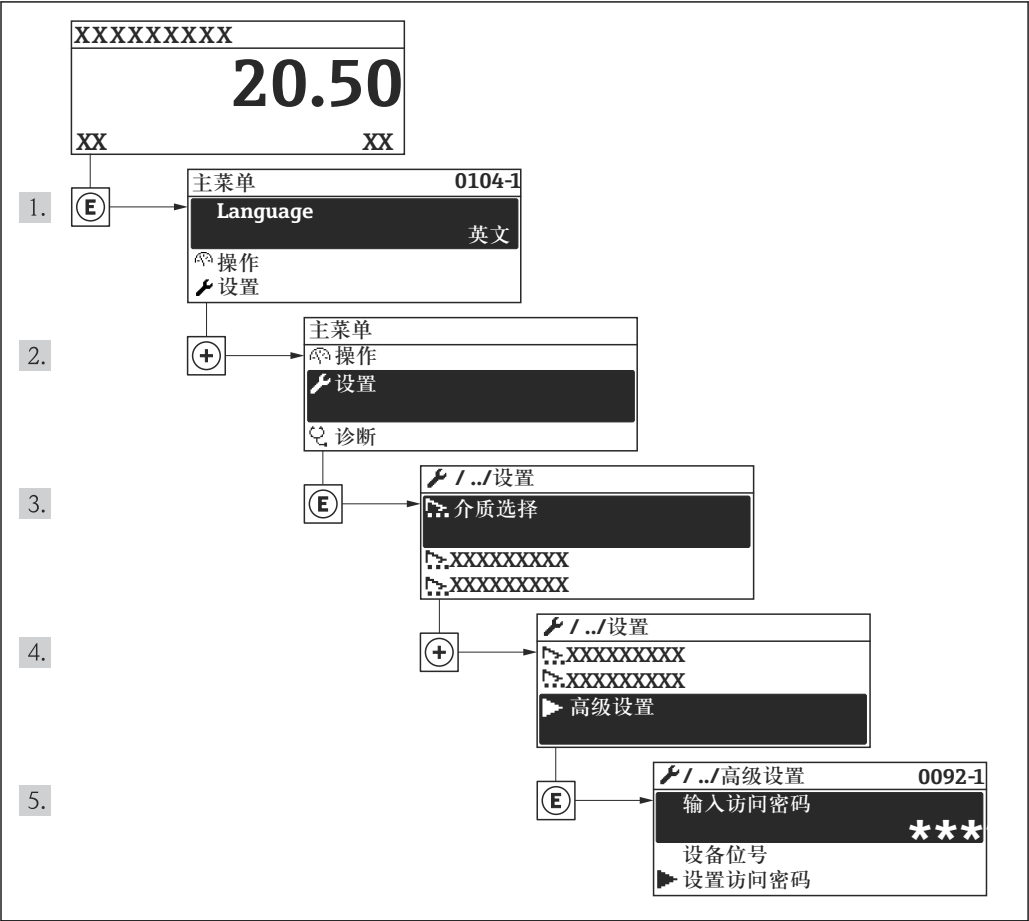 XXXXXXXXX
20.50
XX XX
1. E
主菜单 0104-1
Language
英文
操作
设置
2. +
主菜单
操作
设置
诊断
3. E
/ ../设置
介质选择
XXXXXXXXX
XXXXXXXXX
4. +
/ ../设置
XXXXXXXXX
XXXXXXXXX
高级设置
5. E
/ ../高级设置 0092-1
输入访问密码
***
设备位号
设置访问密码